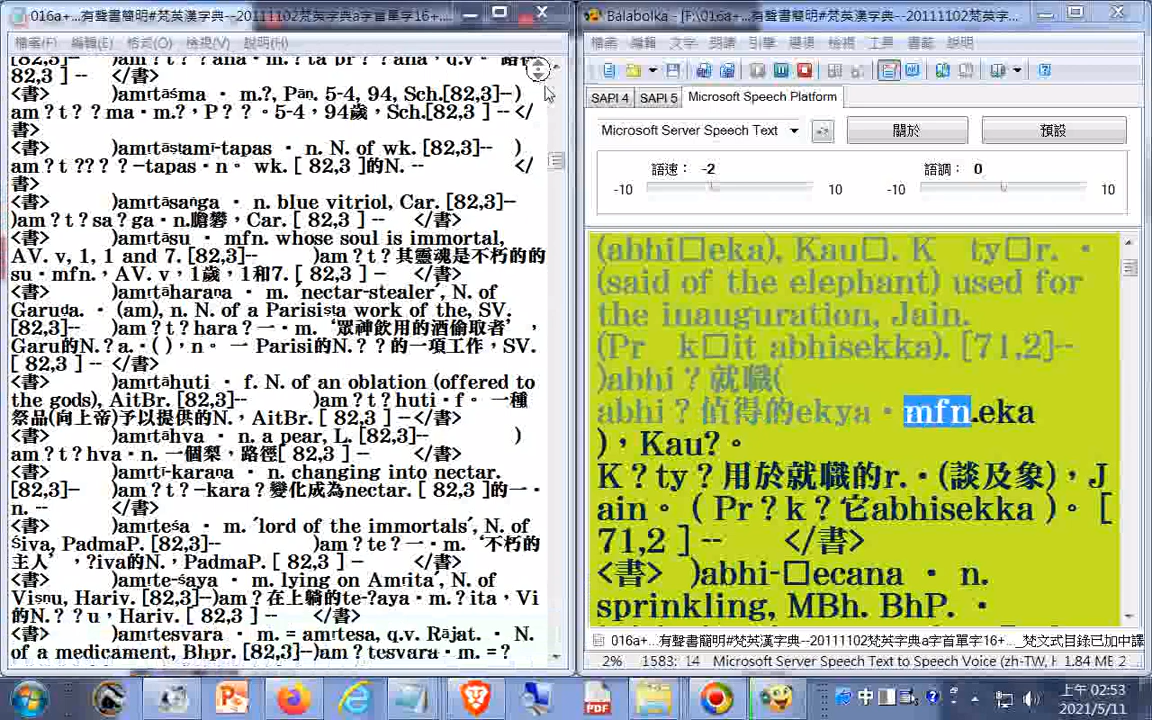 016a+...有聲書簡明#梵英漢字典--20111102梵英字典a字首單字16+...
檔案(F) 編輯(E) 格式(O) 檢視(V) 說明(H)
82,3 ] -- </書>
<書> )amṛtāśma • m.?, Pāṇ. 5-4, 94, Sch.[82,3]--)
am？t？？ma・m.?，P？？。5-4，94歲，Sch.[82,3 ] -- </
書>
<書> )amṛtāṣṭamī-tapas • n. N. of wk. [82,3]-- )
am？t？？？？–tapas・n。 wk. [ 82,3 ]的N. -- </
書>
<書> )amṛtāsaṅga • n. blue vitriol, Car. [82,3]--
)am？t？sa？ga・n.膽礬，Car. [ 82,3 ] -- </書>
<書> )amṛtāsu • mfn. whose soul is immortal,
AV. v, 1, 1 and 7. [82,3]-- )am？t？其靈魂是不朽的的
su・mfn.，AV. v，1歲，1和7. [ 82,3 ] -- </書>
<書> )amṛtāharaṇa • m. 'nectar-stealer', N. of
Garuḍa. • (am), n. N. of a Parisiṣṭa work of the, SV.
[82,3]-- )am？t？hara？一・m. ‘眾神飲用的酒偷取者’，
Garu的N.？a.・( )，n。 一 Parisi的N.？？的一項工作，SV.
[ 82,3 ] -- </書>
<書> )amṛtāhuti • f. N. of an oblation (offered to
the gods), AitBr. [82,3]-- )am？t？huti・f。 一種
祭品(向上帝)予以提供的N.，AitBr. [ 82,3 ] -- </書>
<書> )amṛtāhva • n. a pear, L. [82,3]-- )
am？t？hva・n. 一個梨，路徑[ 82,3 ] -- </書>
<書> )amṛtī-karaṇa • n. changing into nectar.
[82,3]-- )am？t？–kara？變化成為nectar. [ 82,3 ]的一・
n. -- </書>
<書> )amṛteśa • m. 'lord of the immortals', N. of
Śiva, PadmaP. [82,3]-- )am？te？一・m. ‘不朽的
主人’，?iva的N.，PadmaP. [ 82,3 ] -- </書>
<書> )amṛte-śaya • m. lying on Amṛita', N. of
Viṣṇu, Hariv. [82,3]--)am？在上躺的te-?aya・m.？ita，Vi
的N.？？u，Hariv. [ 82,3 ] -- </書>
<書> )amṛtesvara • m. = amṛtesa, q.v. Rājat. • N.
of a medicament, Bhpr. [82,3]--)am？tesvara・m. =？
Balabolka - [F:\016a+...有聲書簡明#梵英漢字典--20111102梵英字...
檔案 編輯 文字 朗讀 引擎 選項 檢視 工具 書籤 說明
SAPI 4 SAPI 5 Microsoft Speech Platform
Microsoft Server Speech Text 關於 預設
語速： -2 語調： 0
-10 10 -10 10
(abhi□eka), Kau□. K ty□r. •
(said of the elephant) used for
the inauguration, Jain.
(Pr k□it abhisekka). [71,2]--
)abhi？就職(
abhi？值得的ekya・mfn.eka
)，Kau?。
K？ty？用於就職的r.・(談及象)，J
ain。( Pr？k？它abhisekka )。[
71,2 ] -- </書>
<書> )abhi-□ecana • n.
sprinkling, MBh. BhP. •
016a+...有聲書簡明#梵英漢字典--20111102梵英字典a字首單字16+..._梵文式目錄已加中譯
2% 1583: 14 Microsoft Server Speech Text to Speech Voice (zh-TW, 1.84 MB 2
中
上午 02:53
2021/5/11